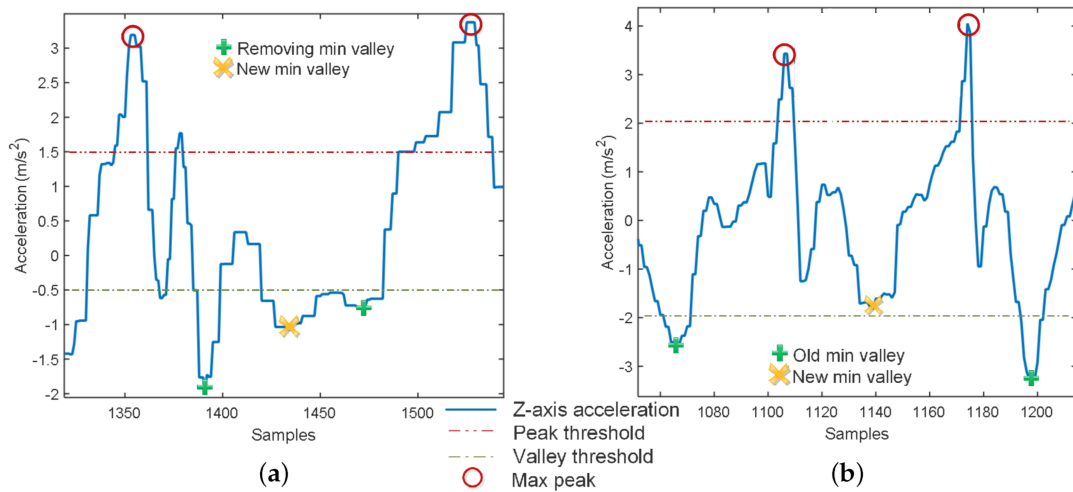 (a)
3
2.5
2
1.5
1
0.5
0
-0.5
-1
-1.5
-2
Acceleration (m/s²)
1350
1400
1450
1500
Samples
Removing min valley
New min valley
(b)
4
3
2
1
0
-1
-2
-3
Acceleration (m/s²)
1080
1100
1120
1140
1160
1180
1200
Samples
Old min valley
New min valley
Z-axis acceleration
Peak threshold
Valley threshold
Max peak